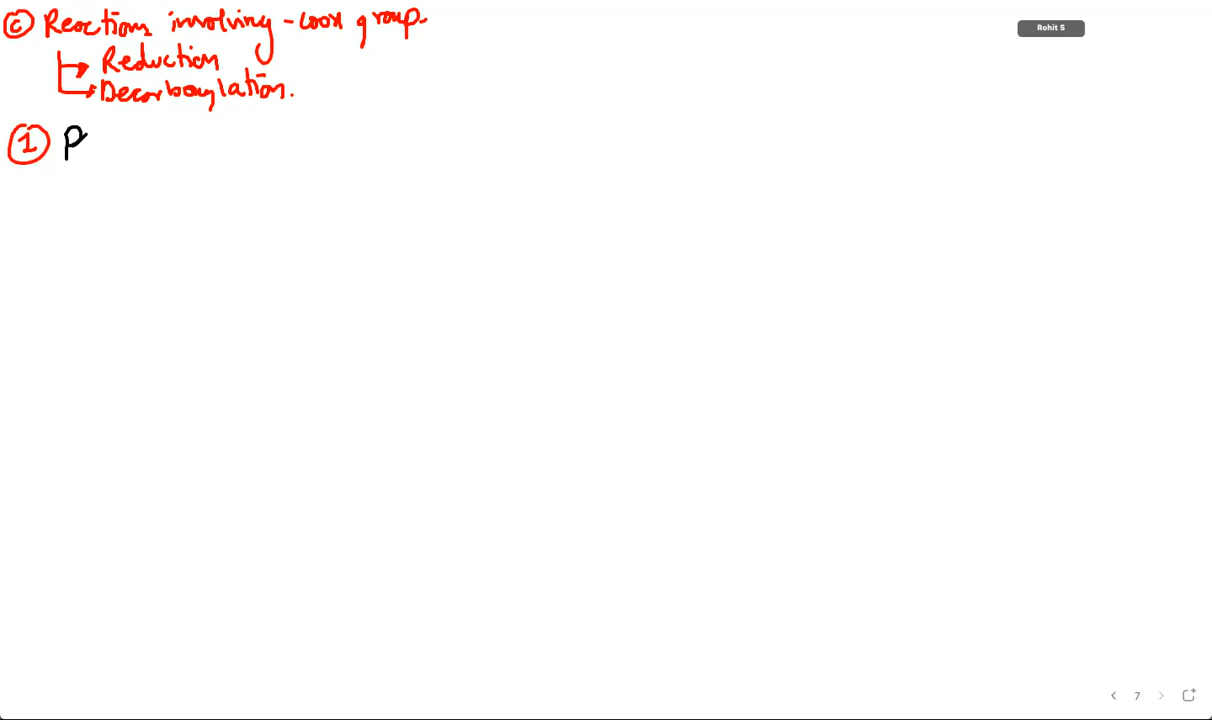 © Reactions involving -COOH group.
Reduction
Decarboxylation.
① P
Rohit S
7